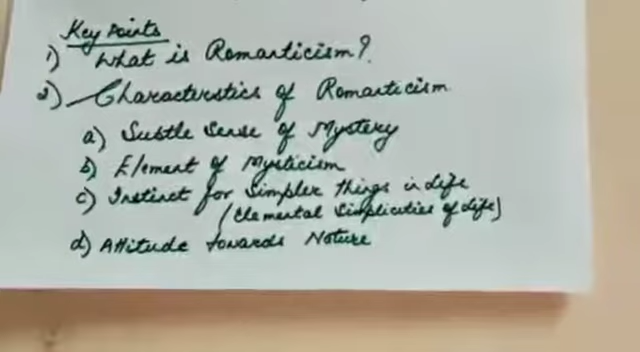 Key Points
1) What is Romanticism?
2) Characteristics of Romanticism
a) Subtle Sense of Mystery
b) Element of Mysticism
c) Instinct for Simpler things in life
(Elemental Simplicities of life)
d) Attitude towards Nature